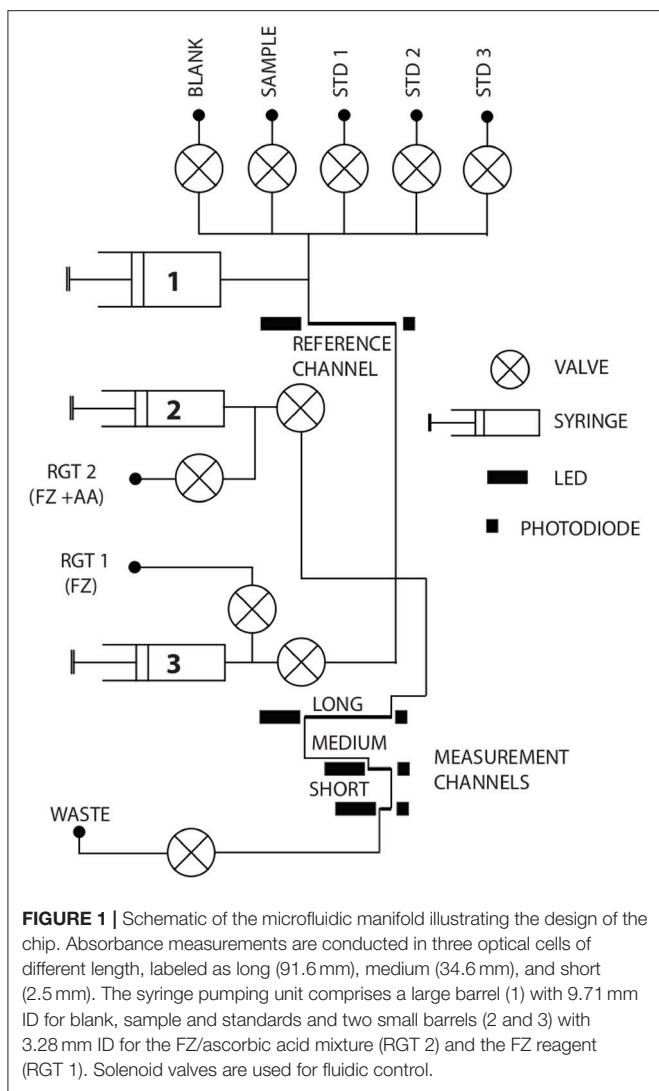 BLANK
SAMPLE
STD 1
STD 2
STD 3
1
REFERENCE
CHANNEL
VALVE
2
SYRINGE
RGT 2
(FZ +AA)
LED
PHOTODIODE
RGT 1
(FZ)
3
LONG
MEDIUM
MEASUREMENT
CHANNELS
SHORT
WASTE
FIGURE 1 | Schematic of the microfluidic manifold illustrating the design of the
chip. Absorbance measurements are conducted in three optical cells of
different length, labeled as long (91.6 mm), medium (34.6 mm), and short
(2.5 mm). The syringe pumping unit comprises a large barrel (1) with 9.71 mm
ID for blank, sample and standards and two small barrels (2 and 3) with
3.28 mm ID for the FZ/ascorbic acid mixture (RGT 2) and the FZ reagent
(RGT 1). Solenoid valves are used for fluidic control.